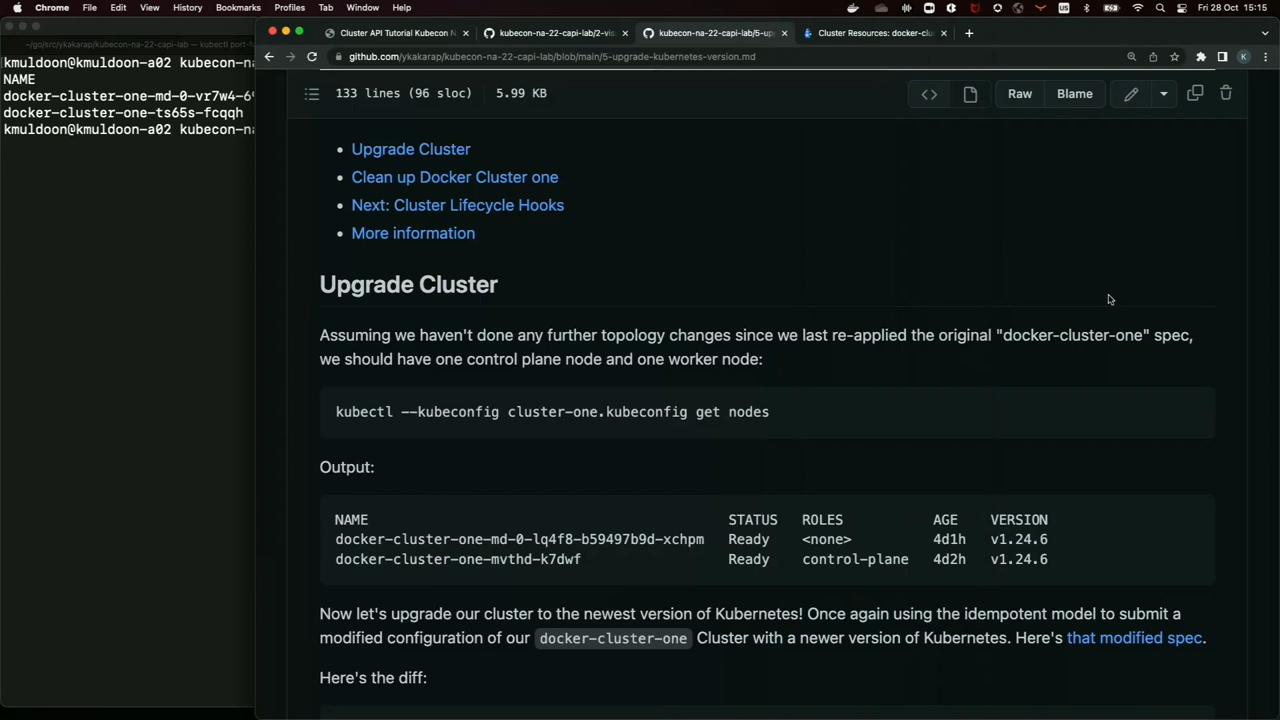 Chrome File Edit View History Bookmarks Profiles Tab Window Help
Fri 28 Oct 15:15
~/go/src/ykakarap/kubecon-na-22-capi-lab — kubectl port-f
kmuldoon@kmuldoon-a02 kubecon-na
NAME
docker-cluster-one-md-0-vr7w4-6
docker-cluster-one-ts65s-fcqqh
kmuldoon@kmuldoon-a02 kubecon-na
Cluster API Tutorial Kubecon N
kubecon-na-22-capi-lab/2-vis
kubecon-na-22-capi-lab/5-up
Cluster Resources: docker-clu
github.com/ykakarap/kubecon-na-22-capi-lab/blob/main/5-upgrade-kubernetes-version.md
133 lines (96 sloc) 5.99 KB
Raw Blame
• Upgrade Cluster
• Clean up Docker Cluster one
• Next: Cluster Lifecycle Hooks
• More information
Upgrade Cluster
Assuming we haven't done any further topology changes since we last re-applied the original "docker-cluster-one" spec,
we should have one control plane node and one worker node:
kubectl --kubeconfig cluster-one.kubeconfig get nodes
Output:
NAME STATUS ROLES AGE VERSION
docker-cluster-one-md-0-lq4f8-b59497b9d-xchpm Ready <none> 4d1h v1.24.6
docker-cluster-one-mvthd-k7dwf Ready control-plane 4d2h v1.24.6
Now let's upgrade our cluster to the newest version of Kubernetes! Once again using the idempotent model to submit a
modified configuration of our docker-cluster-one Cluster with a newer version of Kubernetes. Here's that modified spec.
Here's the diff: